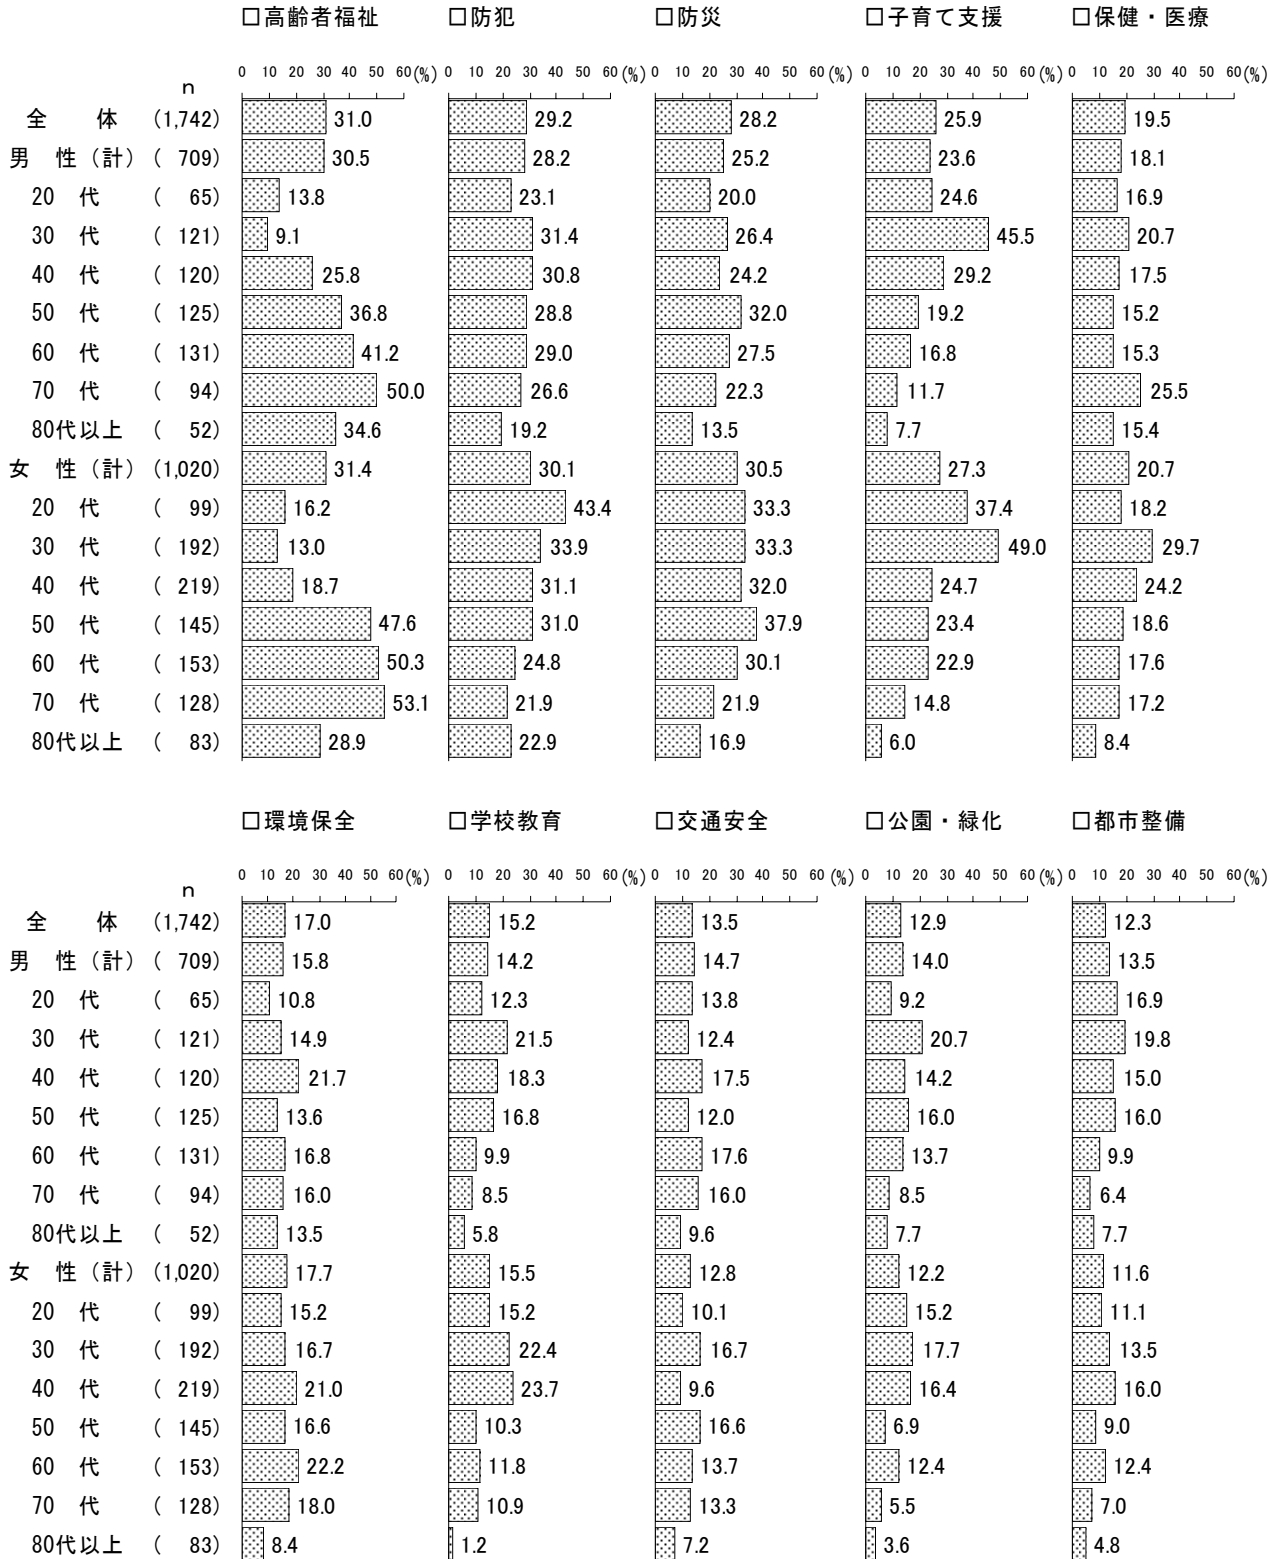 □高齢者福祉 □防犯 □防災 □子育て支援 □保健・医療
0 10 20 30 40 50 60(%) 0 10 20 30 40 50 60(%) 0 10 20 30 40 50 60(%) 0 10 20 30 40 50 60(%) 0 10 20 30 40 50 60(%)
n
全 体 (1,742) 31.0 29.2 28.2 25.9 19.5
男 性(計) ( 709) 30.5 28.2 25.2 23.6 18.1
20 代 ( 65) 13.8 23.1 20.0 24.6 16.9
30 代 ( 121) 9.1 31.4 26.4 45.5 20.7
40 代 ( 120) 25.8 30.8 24.2 29.2 17.5
50 代 ( 125) 36.8 28.8 32.0 19.2 15.2
60 代 ( 131) 41.2 29.0 27.5 16.8 15.3
70 代 ( 94) 50.0 26.6 22.3 11.7 25.5
80代以上 ( 52) 34.6 19.2 13.5 7.7 15.4
女 性(計) (1,020) 31.4 30.1 30.5 27.3 20.7
20 代 ( 99) 16.2 43.4 33.3 37.4 18.2
30 代 ( 192) 13.0 33.9 33.3 49.0 29.7
40 代 ( 219) 18.7 31.1 32.0 24.7 24.2
50 代 ( 145) 47.6 31.0 37.9 23.4 18.6
60 代 ( 153) 50.3 24.8 30.1 22.9 17.6
70 代 ( 128) 53.1 21.9 21.9 14.8 17.2
80代以上 ( 83) 28.9 22.9 16.9 6.0 8.4
□環境保全 □学校教育 □交通安全 □公園・緑化 □都市整備
0 10 20 30 40 50 60(%) 0 10 20 30 40 50 60(%) 0 10 20 30 40 50 60(%) 0 10 20 30 40 50 60(%) 0 10 20 30 40 50 60(%)
n
全 体 (1,742) 17.0 15.2 13.5 12.9 12.3
男 性(計) ( 709) 15.8 14.2 14.7 14.0 13.5
20 代 ( 65) 10.8 12.3 13.8 9.2 16.9
30 代 ( 121) 14.9 21.5 12.4 20.7 19.8
40 代 ( 120) 21.7 18.3 17.5 14.2 15.0
50 代 ( 125) 13.6 16.8 12.0 16.0 16.0
60 代 ( 131) 16.8 9.9 17.6 13.7 9.9
70 代 ( 94) 16.0 8.5 16.0 8.5 6.4
80代以上 ( 52) 13.5 5.8 9.6 7.7 7.7
女 性(計) (1,020) 17.7 15.5 12.8 12.2 11.6
20 代 ( 99) 15.2 15.2 10.1 15.2 11.1
30 代 ( 192) 16.7 22.4 16.7 17.7 13.5
40 代 ( 219) 21.0 23.7 9.6 16.4 16.0
50 代 ( 145) 16.6 10.3 16.6 6.9 9.0
60 代 ( 153) 22.2 11.8 13.7 12.4 12.4
70 代 ( 128) 18.0 10.9 13.3 5.5 7.0
80代以上 ( 83) 8.4 1.2 7.2 3.6 4.8